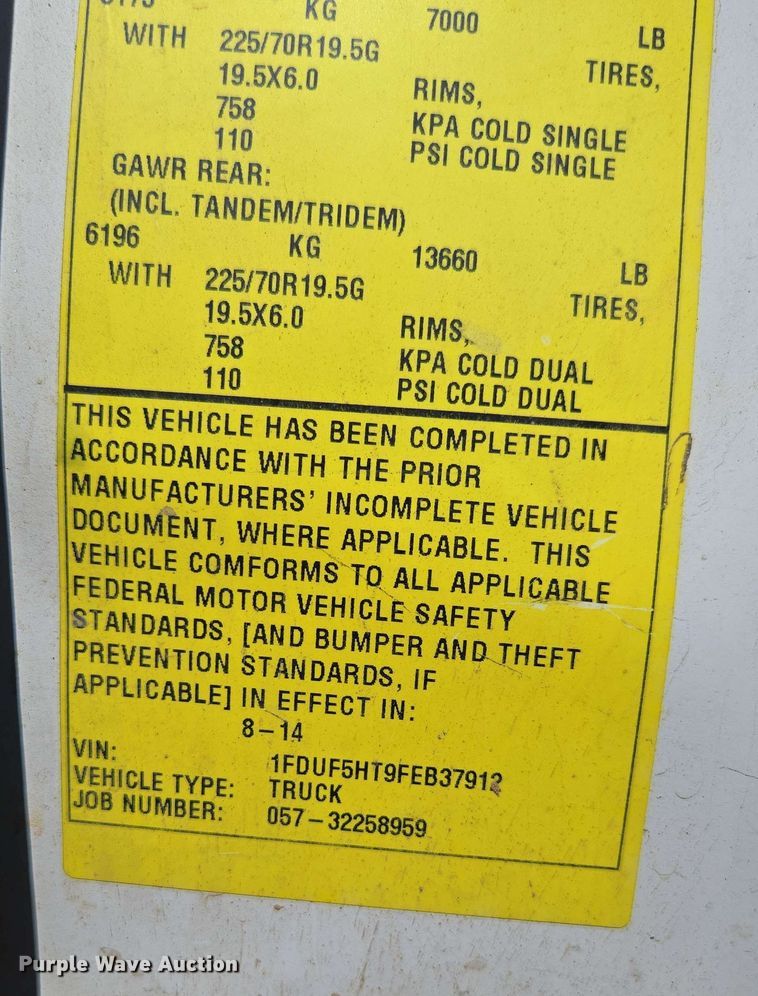 KG 7000 LB
WITH 225/70R19.5G TIRES,
19.5X6.0 RIMS,
758 KPA COLD SINGLE
110 PSI COLD SINGLE
GAWR REAR:
(INCL. TANDEM/TRIDEM)
6196 KG 13660 LB
WITH 225/70R19.5G TIRES,
19.5X6.0 RIMS,
758 KPA COLD DUAL
110 PSI COLD DUAL
THIS VEHICLE HAS BEEN COMPLETED IN
ACCORDANCE WITH THE PRIOR
MANUFACTURERS' INCOMPLETE VEHICLE
DOCUMENT, WHERE APPLICABLE. THIS
VEHICLE COMFORMS TO ALL APPLICABLE
FEDERAL MOTOR VEHICLE SAFETY
STANDARDS, [AND BUMPER AND THEFT
PREVENTION STANDARDS, IF
APPLICABLE] IN EFFECT IN:
8-14
VIN: 1FDUF5HT9FEB37912
VEHICLE TYPE: TRUCK
JOB NUMBER: 057-32258959
Purple Wave Auction